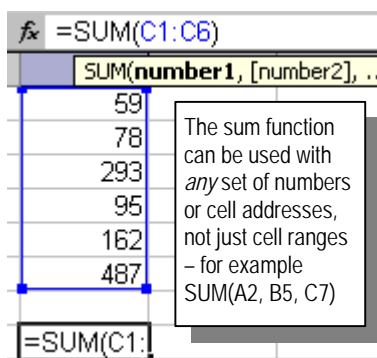 fx =SUM(C1:C6)
SUM(number1, [number2], ..
59
78
293
95
162
487
The sum function
can be used with
any set of numbers
or cell addresses,
not just cell ranges
– for example
SUM(A2, B5, C7)
=SUM(C1: